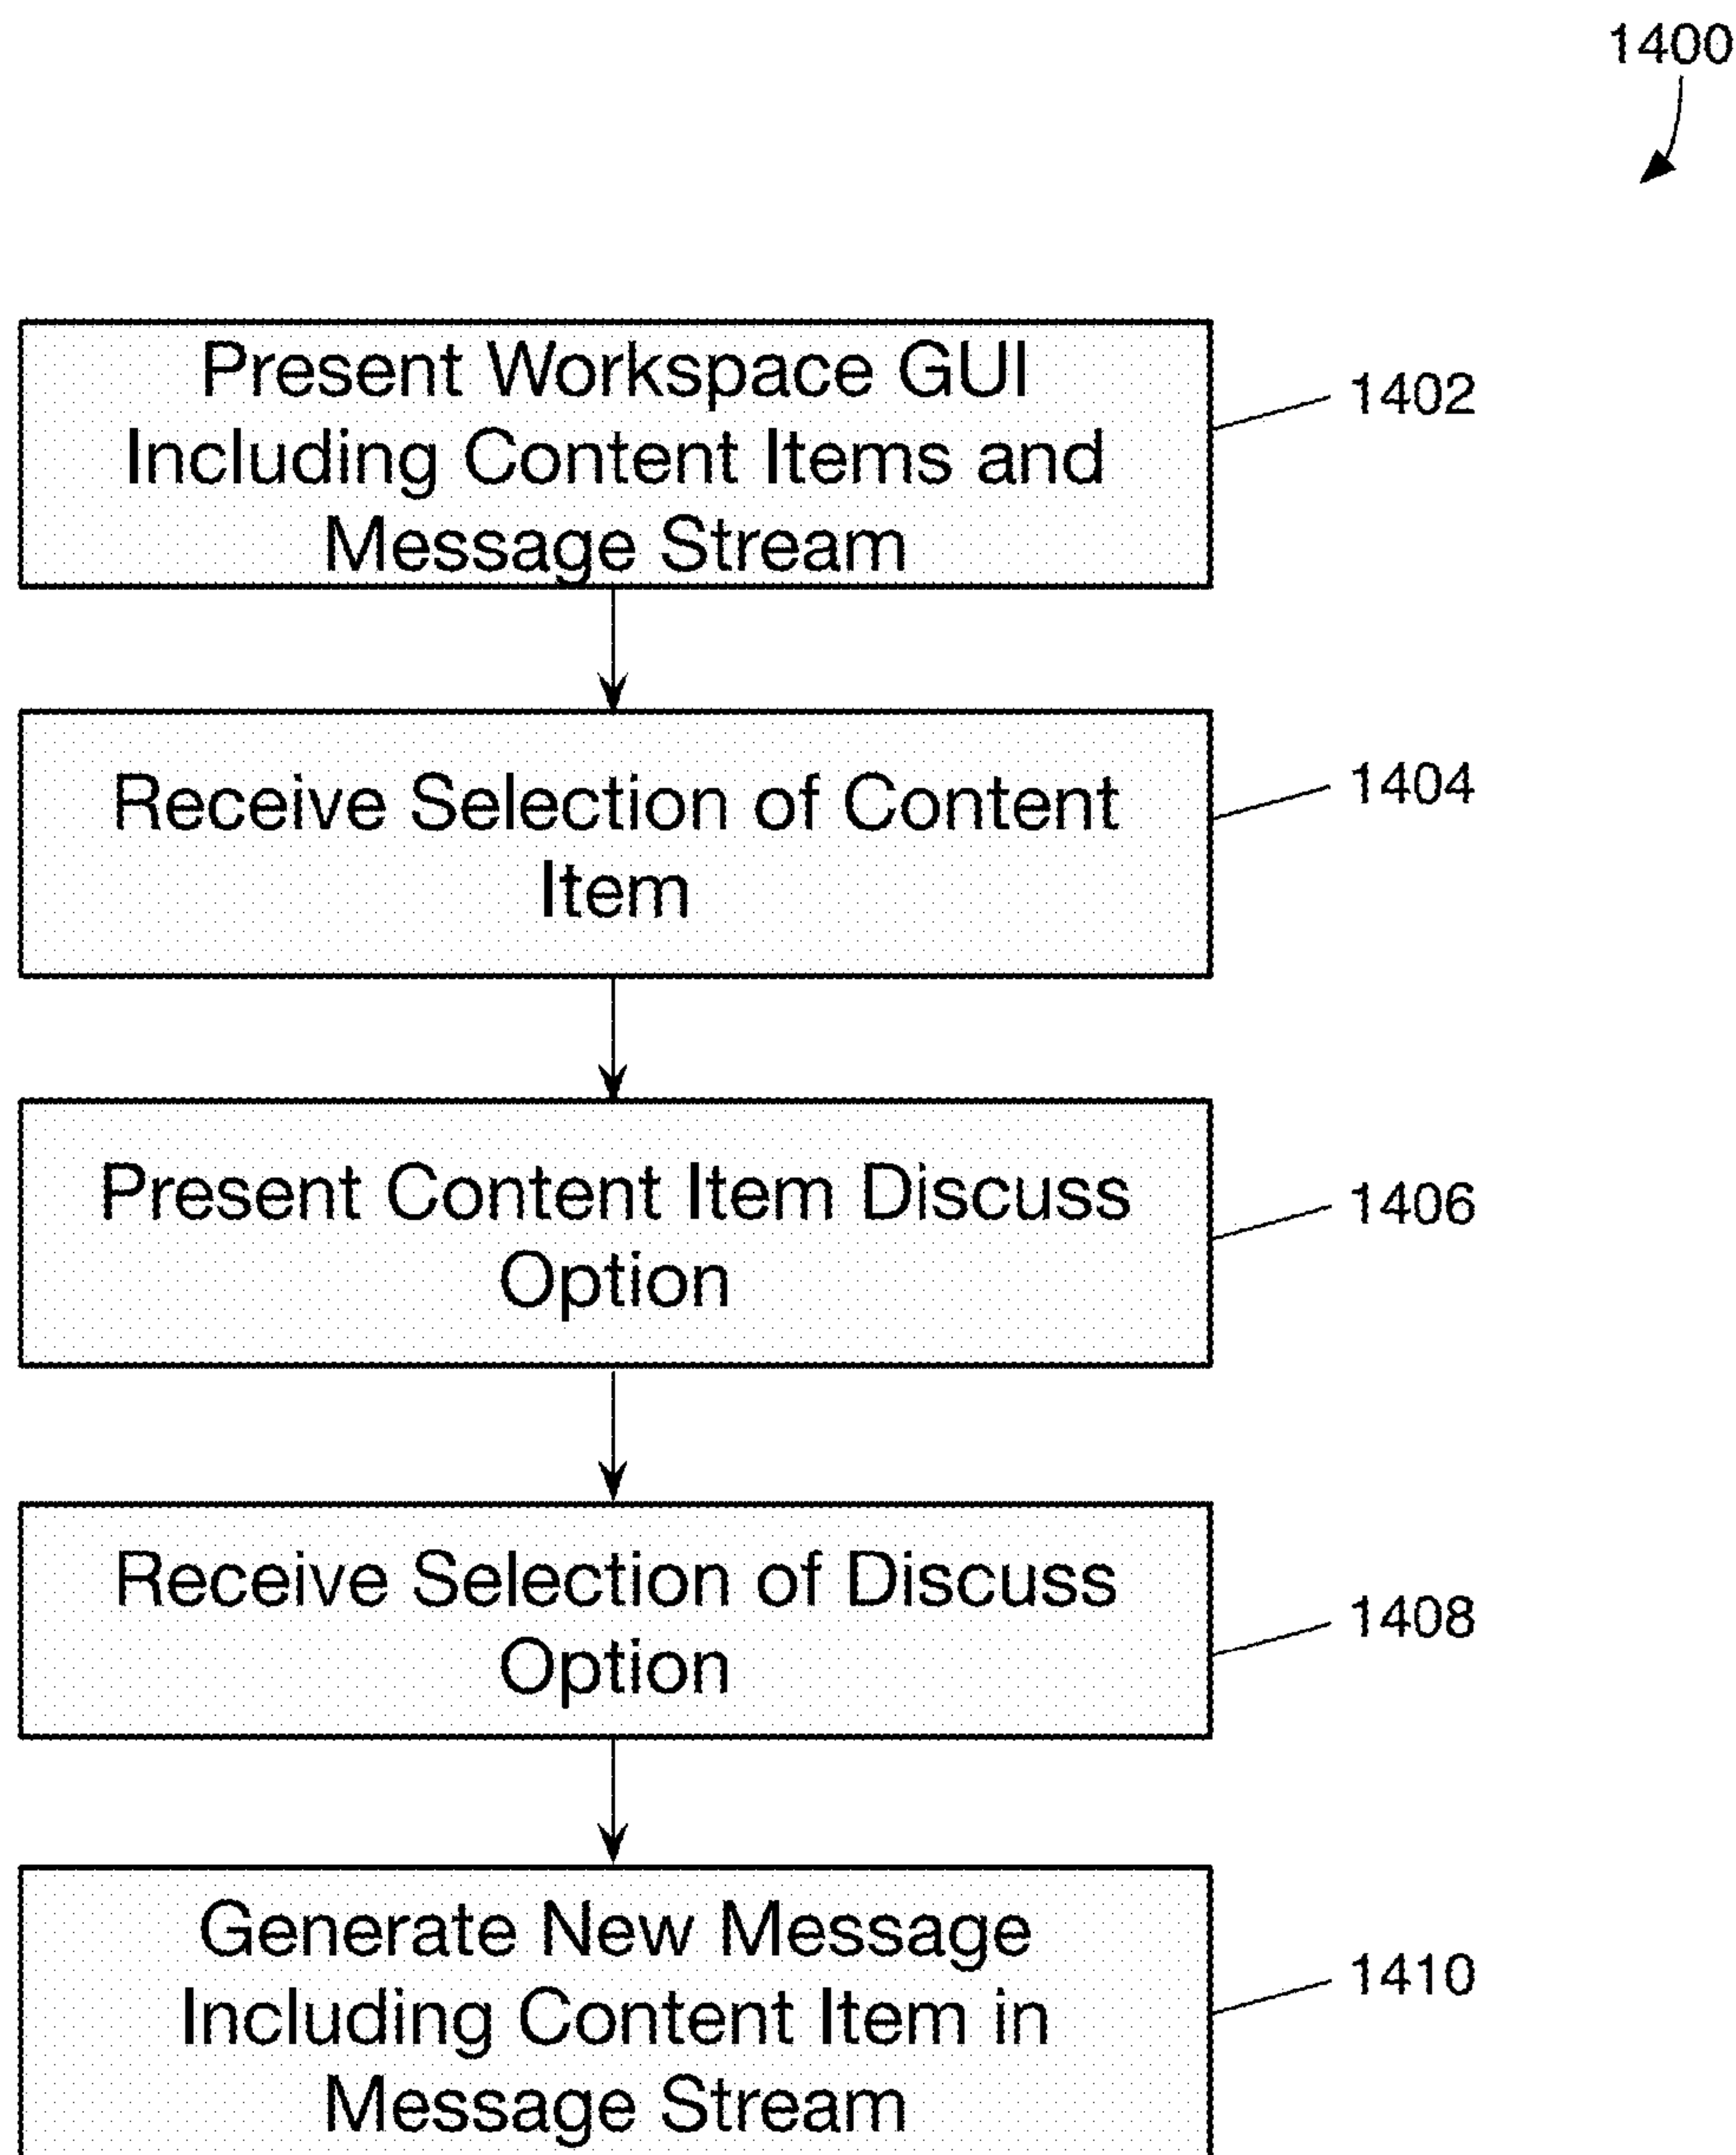 1400
Present Workspace GUI
Including Content Items and
Message Stream
1402
Receive Selection of Content
Item
1404
Present Content Item Discuss
Option
1406
Receive Selection of Discuss
Option
1408
Generate New Message
Including Content Item in
Message Stream
1410